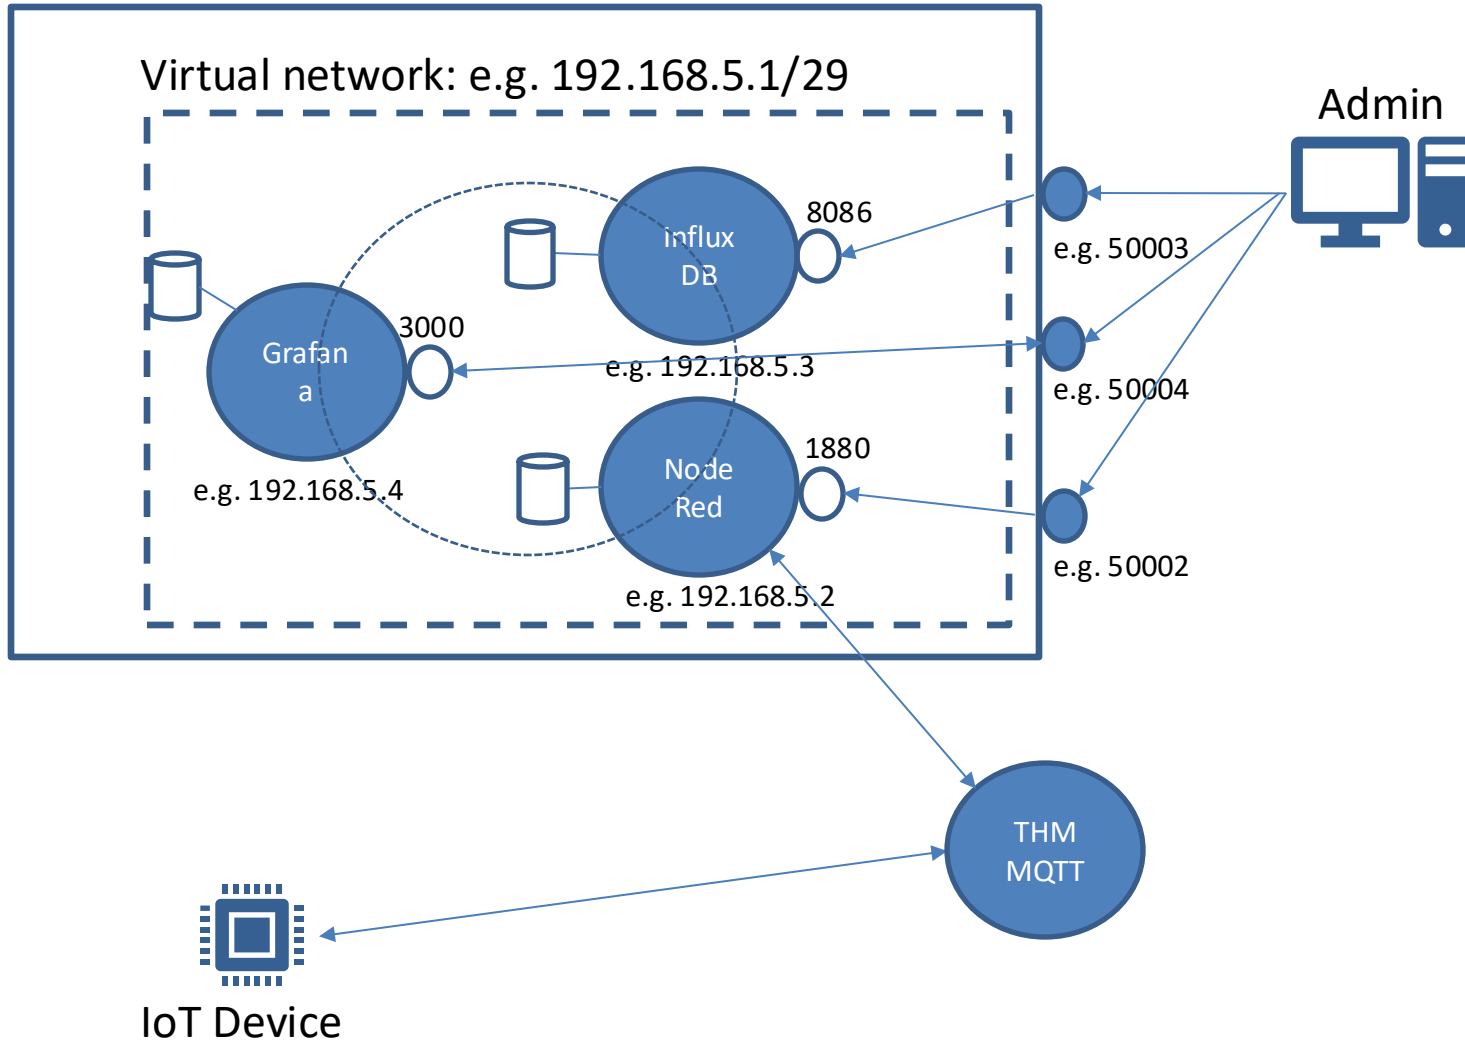 Virtual network: e.g. 192.168.5.1/29
Admin
influx
DB
8086
e.g. 50003
3000
Grafan
a
e.g. 192.168.5.3
e.g. 50004
Node
Red
1880
e.g. 192.168.5.4
e.g. 50002
e.g. 192.168.5.2
THM
MQTT
IoT Device